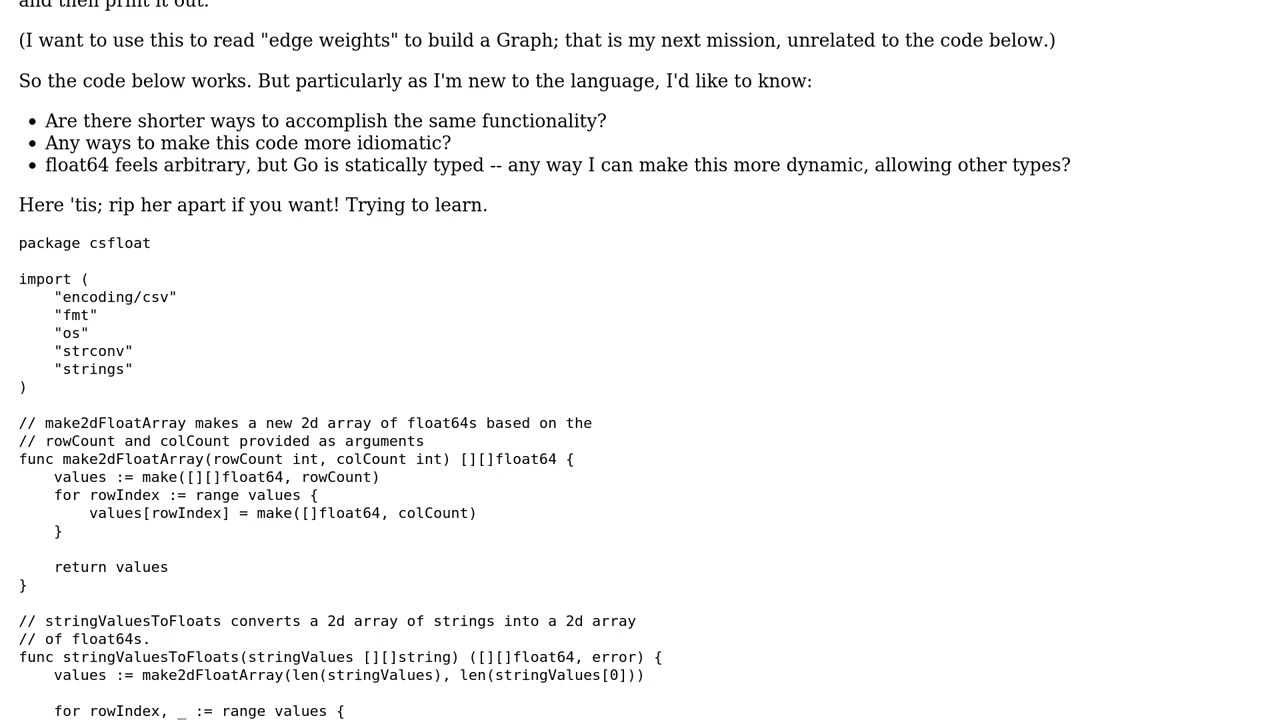 and then print it out.
(I want to use this to read "edge weights" to build a Graph; that is my next mission, unrelated to the code below.)
So the code below works. But particularly as I'm new to the language, I'd like to know:
• Are there shorter ways to accomplish the same functionality?
• Any ways to make this code more idiomatic?
• float64 feels arbitrary, but Go is statically typed -- any way I can make this more dynamic, allowing other types?
Here 'tis; rip her apart if you want! Trying to learn.
package csfloat
import (
    "encoding/csv"
    "fmt"
    "os"
    "strconv"
    "strings"
)
// make2dFloatArray makes a new 2d array of float64s based on the
// rowCount and colCount provided as arguments
func make2dFloatArray(rowCount int, colCount int) [][]float64 {
    values := make([][]float64, rowCount)
    for rowIndex := range values {
        values[rowIndex] = make([]float64, colCount)
    }
    return values
}
// stringValuesToFloats converts a 2d array of strings into a 2d array
// of float64s.
func stringValuesToFloats(stringValues [][]string) ([][]float64, error) {
    values := make2dFloatArray(len(stringValues), len(stringValues[0]))
    for rowIndex, _ := range values {